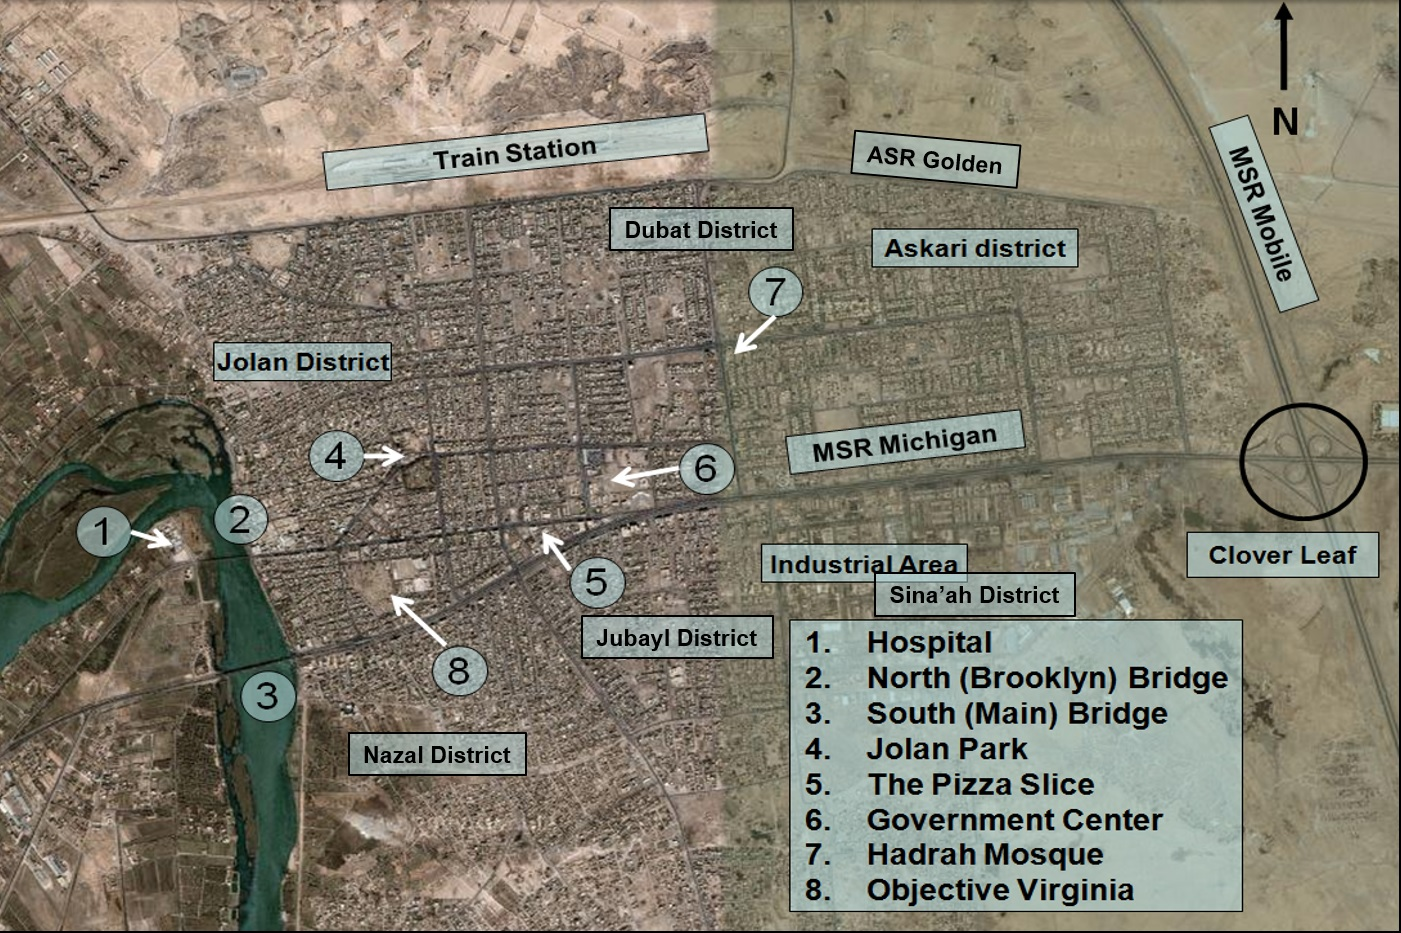 Train Station
ASR Golden
N
MSR Mobile
Dubat District
Askari district
7
Jolan District
MSR Michigan
4
6
1
2
Clover Leaf
5
Industrial Area
Sina’ah District
Jubayl District
8
3
Nazal District
1. Hospital
2. North (Brooklyn) Bridge
3. South (Main) Bridge
4. Jolan Park
5. The Pizza Slice
6. Government Center
7. Hadrah Mosque
8. Objective Virginia